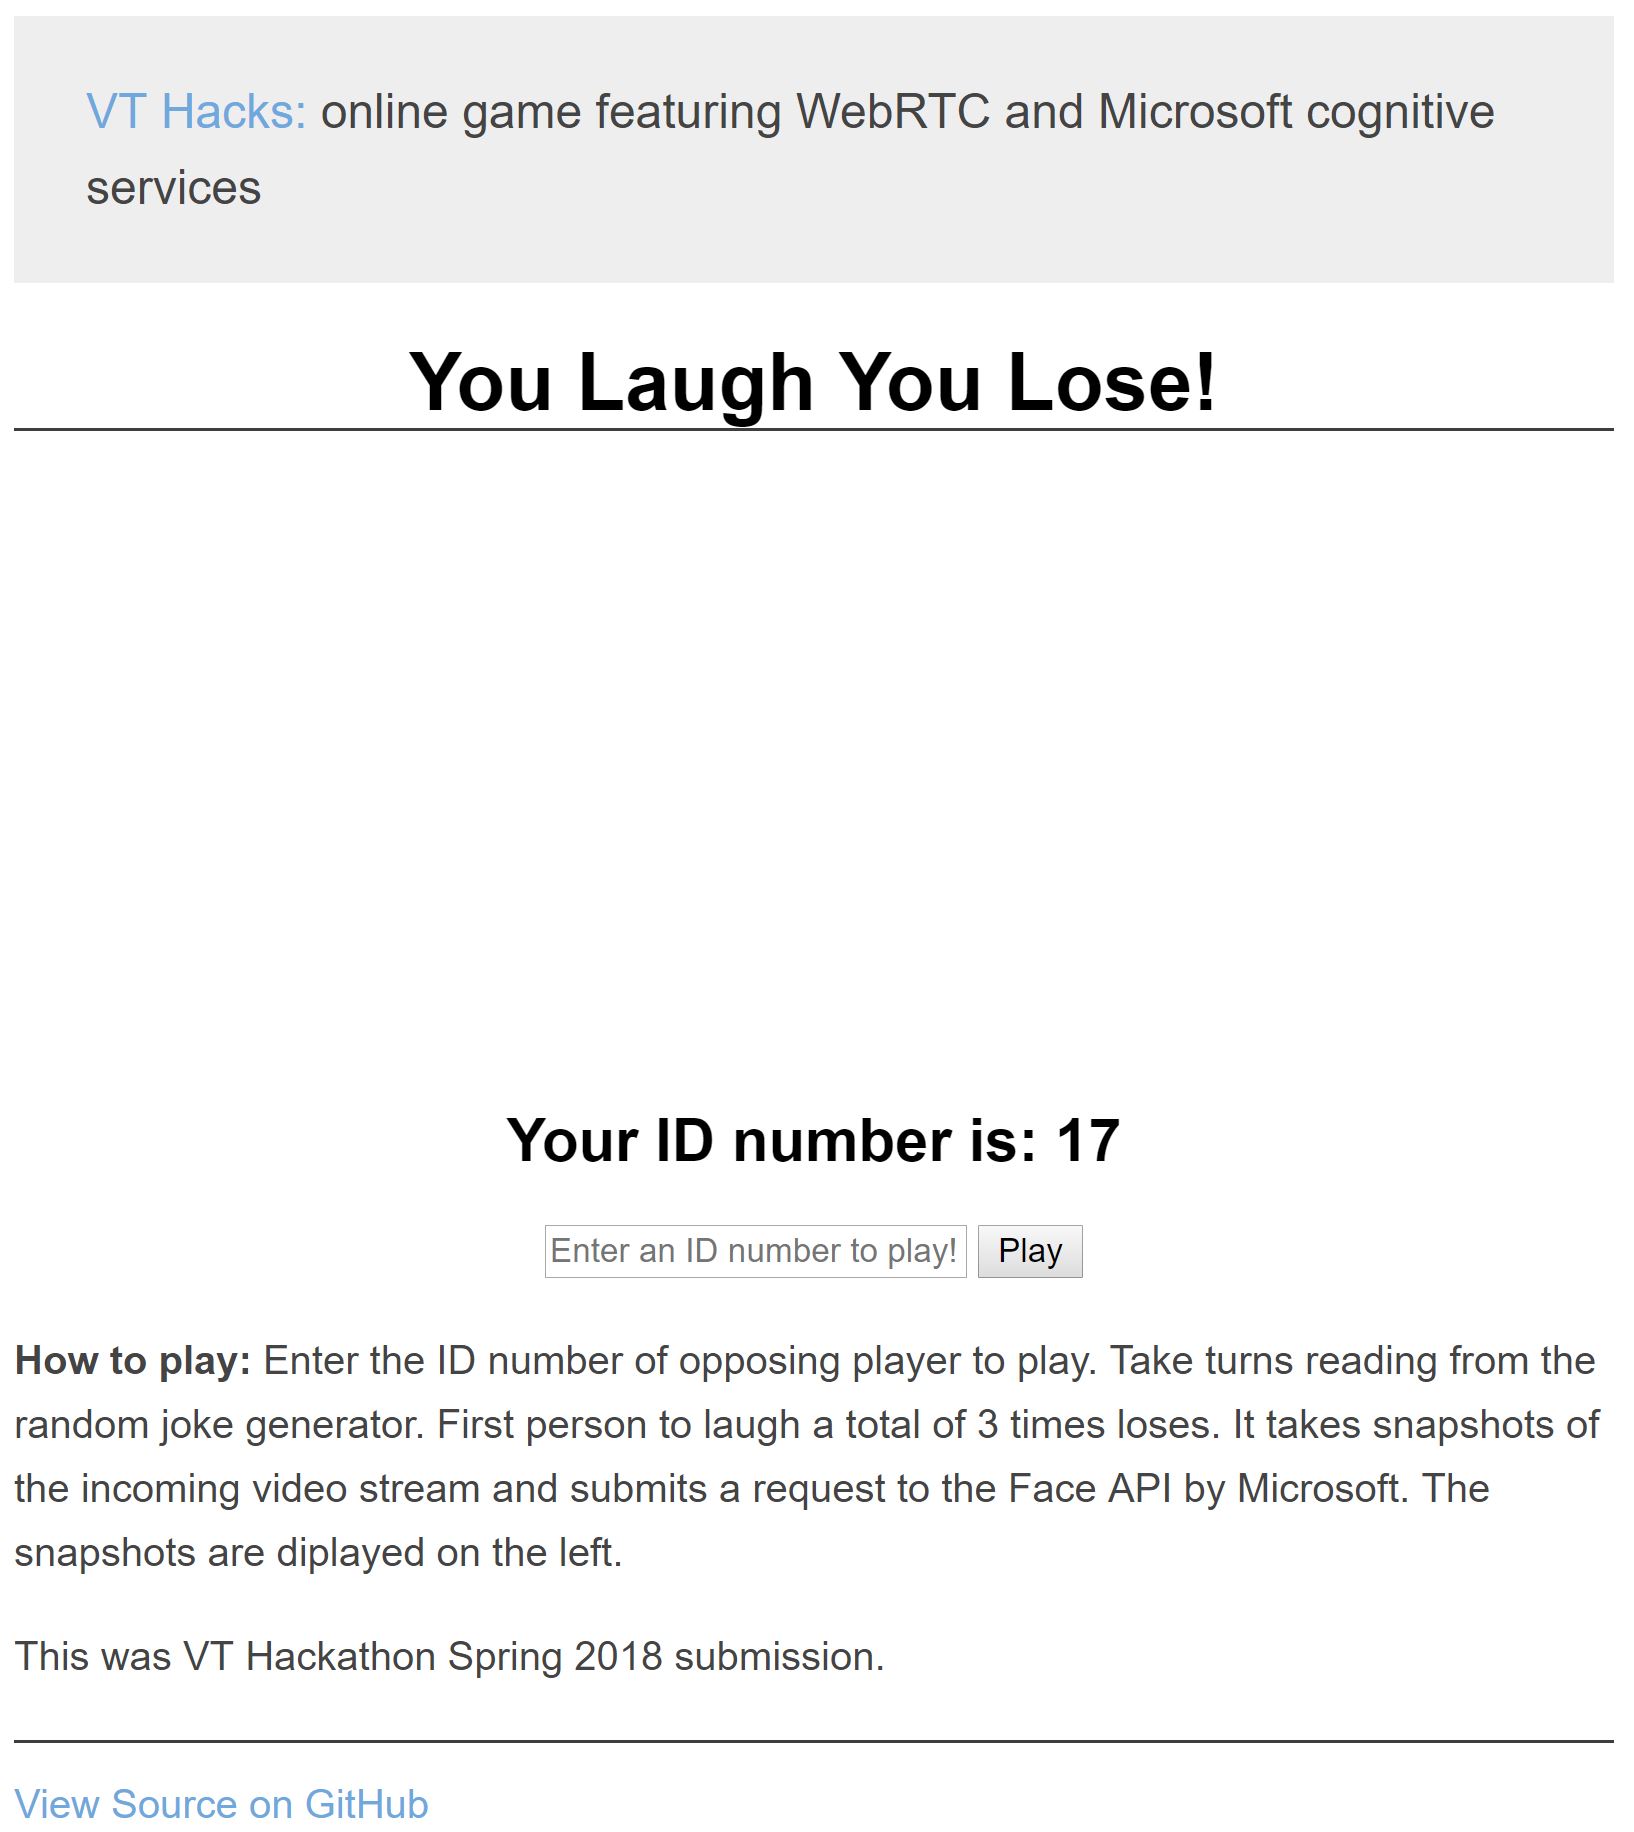 VT Hacks: online game featuring WebRTC and Microsoft cognitive
services
You Laugh You Lose!
Your ID number is: 17
Enter an ID number to play! Play
How to play: Enter the ID number of opposing player to play. Take turns reading from the
random joke generator. First person to laugh a total of 3 times loses. It takes snapshots of
the incoming video stream and submits a request to the Face API by Microsoft. The
snapshots are diplayed on the left.
This was VT Hackathon Spring 2018 submission.
View Source on GitHub